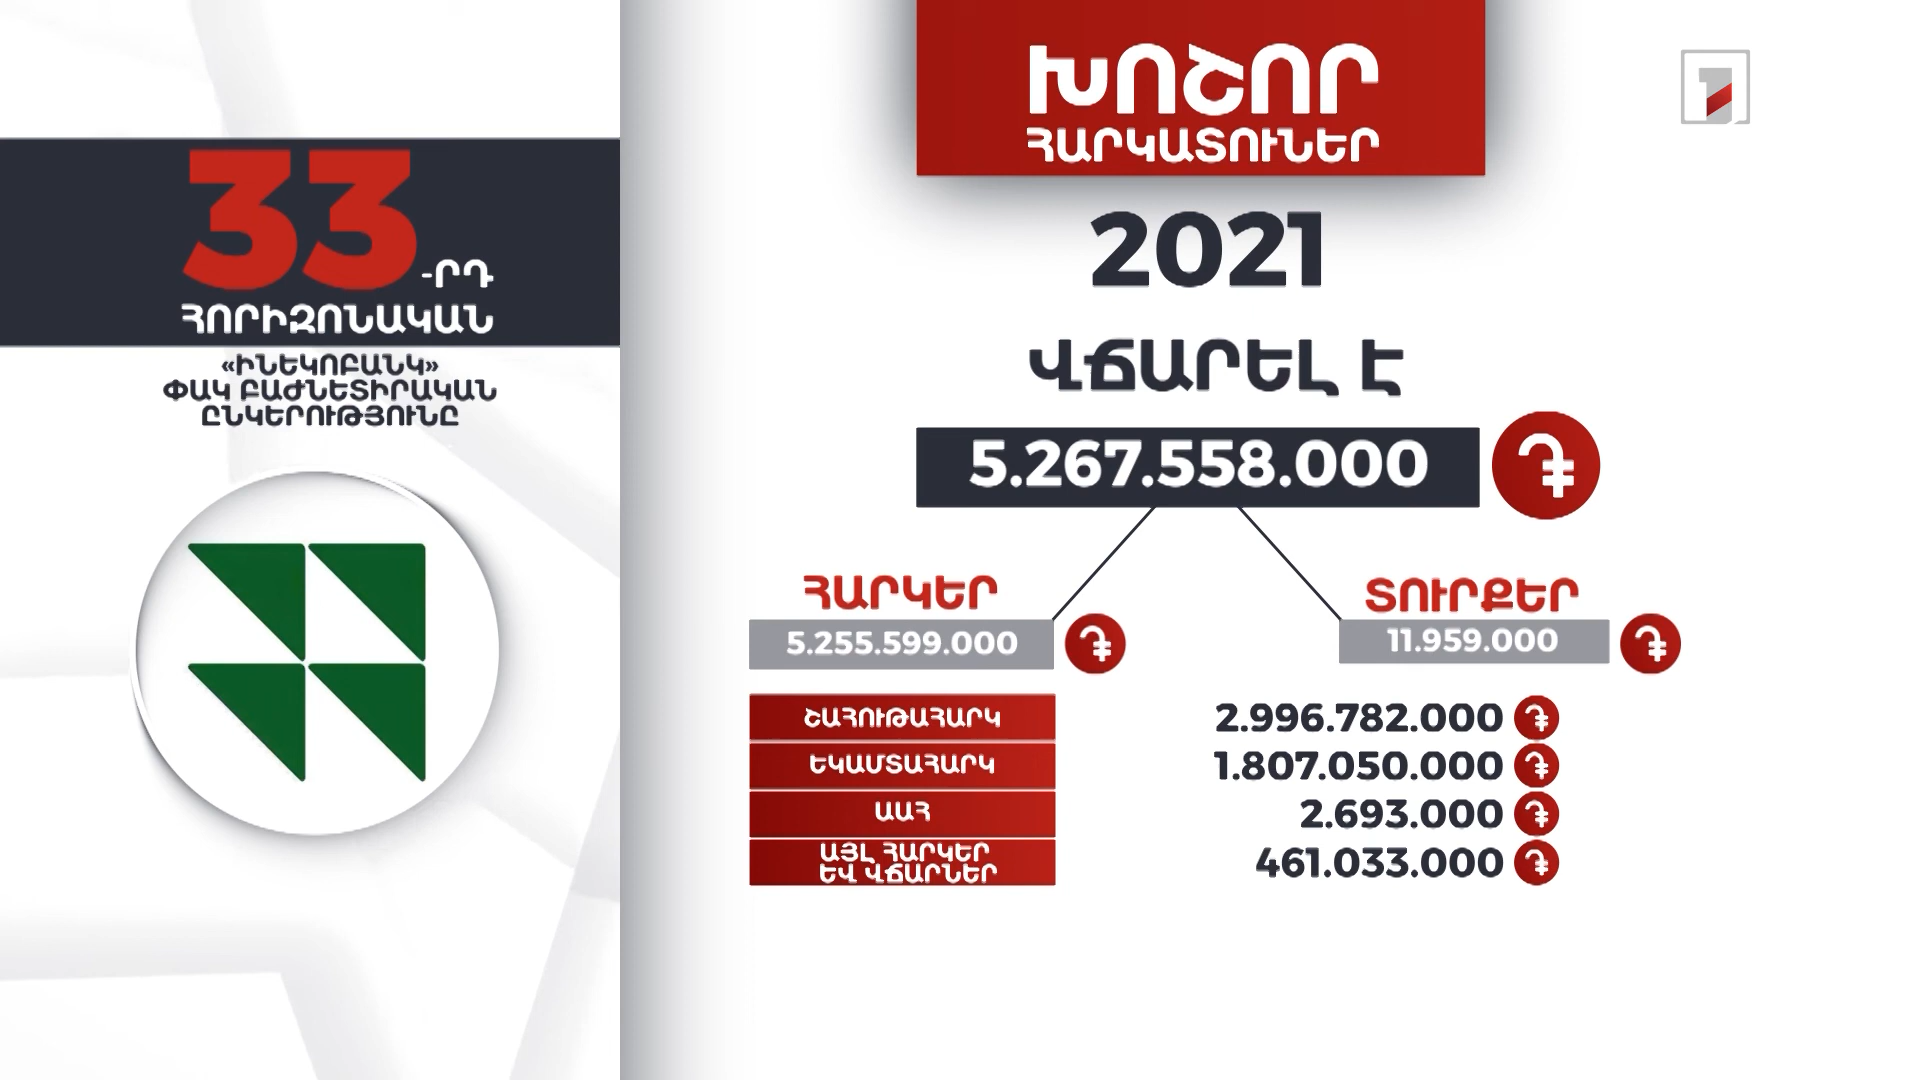 33-ՐԴ
ՀՈՐԻԶՈՆԱԿԱՆ
«ԻՆԵԿՈԲԱՆԿ»
ՓԱԿ ԲԱԺՆԵՏԻՐԱԿԱՆ
ԸՆԿԵՐՈՒԹՅՈՒՆԸ
ԽՈՇՈՐ
ՀԱՐԿԱՏՈՒՆԵՐ
1
2021
ՎՃԱՐԵԼ Է
5.267.558.000 ֏
ՀԱՐԿԵՐ
5.255.599.000 ֏
ՏՈՒՐՔԵՐ
11.959.000 ֏
ՇԱՀՈՒԹԱՀԱՐԿ 2.996.782.000 ֏
ԵԿԱՄՏԱՀԱՐԿ 1.807.050.000 ֏
ԱԱՀ 2.693.000 ֏
ԱՅԼ ՀԱՐԿԵՐ
ԵՎ ՎՃԱՐՆԵՐ 461.033.000 ֏